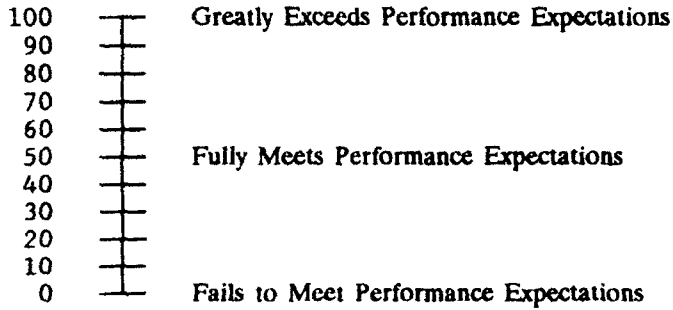 100 Greatly Exceeds Performance Expectations
90
80
70
60
50 Fully Meets Performance Expectations
40
30
20
10
0 Fails to Meet Performance Expectations